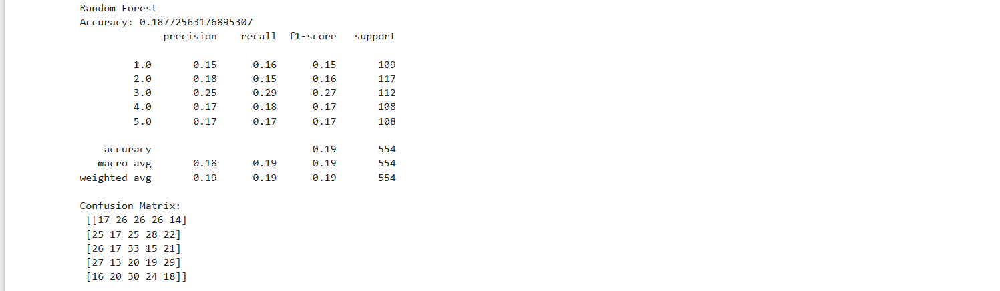 Random Forest
Accuracy: 0.18772563176895307
precision recall f1-score support
1.0 0.15 0.16 0.15 109
2.0 0.18 0.15 0.16 117
3.0 0.25 0.29 0.27 112
4.0 0.17 0.18 0.17 108
5.0 0.17 0.17 0.17 108
accuracy 0.19 554
macro avg 0.18 0.19 0.19 554
weighted avg 0.19 0.19 0.19 554
Confusion Matrix:
[[17 26 26 26 14]
[25 17 25 28 22]
[26 17 33 15 21]
[27 13 20 19 29]
[16 20 30 24 18]]